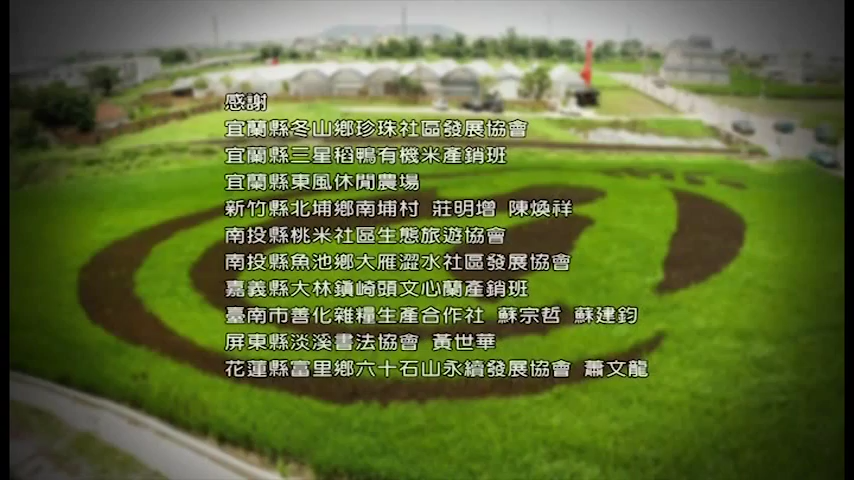 感謝
宜蘭縣冬山鄉珍珠社區發展協會
宜蘭縣三星稻鴨有機米產銷班
宜蘭縣東風休閒農場
新竹縣北埔鄉南埔村 莊明增 陳煥祥
南投縣桃米社區生態旅遊協會
南投縣魚池鄉大雁澀水社區發展協會
嘉義縣大林鎮崎頭文心蘭產銷班
臺南市善化雜糧生產合作社 蘇宗哲 蘇建鈞
屏東縣淡溪書法協會 黃世華
花蓮縣富里鄉六十石山永續發展協會 蕭文龍